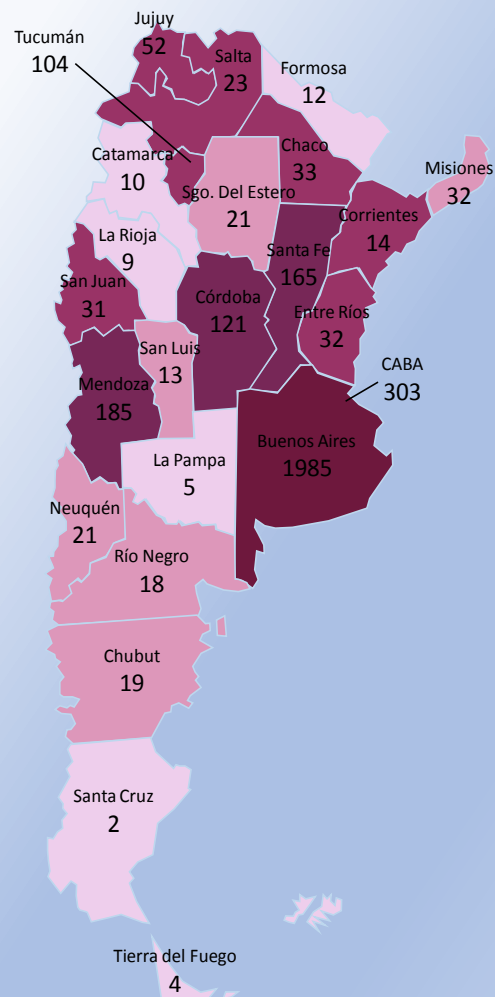 Jujuy
52
Tucumán
104
Salta
23
Formosa
12
Catamarca
10
Chaco
33
Misiones
32
Sgo. Del Estero
21
Corrientes
14
La Rioja
9
Santa Fe
165
San Juan
31
Córdoba
121
Entre Ríos
32
San Luis
13
CABA
303
Mendoza
185
Buenos Aires
1985
La Pampa
5
Neuquén
21
Río Negro
18
Chubut
19
Santa Cruz
2
Tierra del Fuego
4